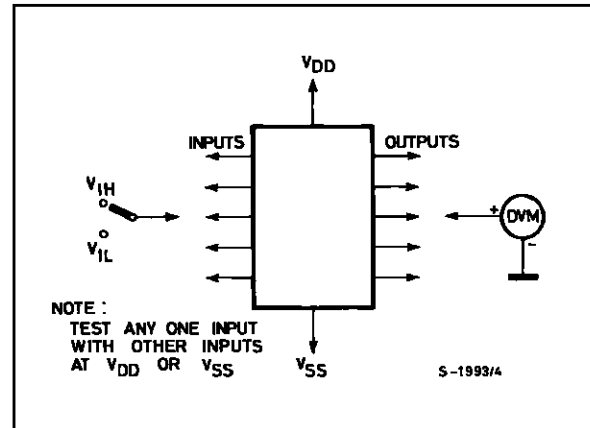 VDD
INPUTS
OUTPUTS
VIH
VIL
+
DVM
-
NOTE :
TEST ANY ONE INPUT
WITH OTHER INPUTS
AT VDD OR VSS
VSS
S-1993/4